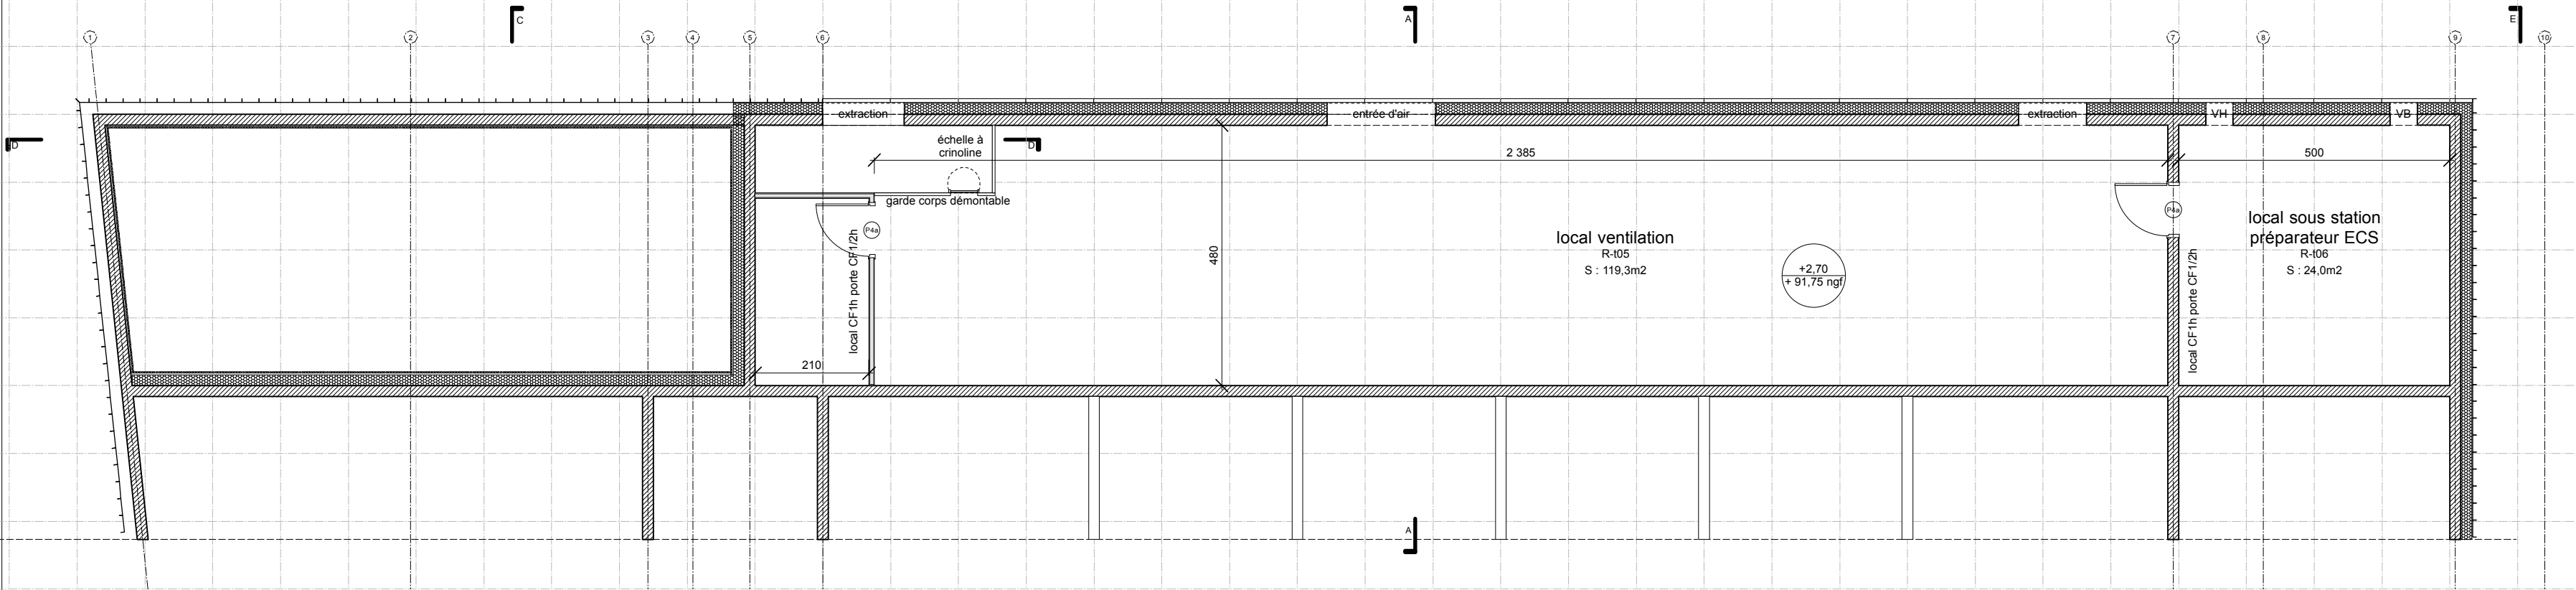 C
A
E
1
2
3
4
5
6
7
8
9
10
extraction
entrée d'air
extraction
VH
VB
D
échelle à
crinoline
D
2 385
500
garde corps démontable
P4a
P4a
local CF1h porte CF1/2h
480
local ventilation
R-t05
S : 119,3m2
+2,70
+ 91,75 ngf
local sous station
préparateur ECS
R-t06
S : 24,0m2
local CF1h porte CF1/2h
210
A